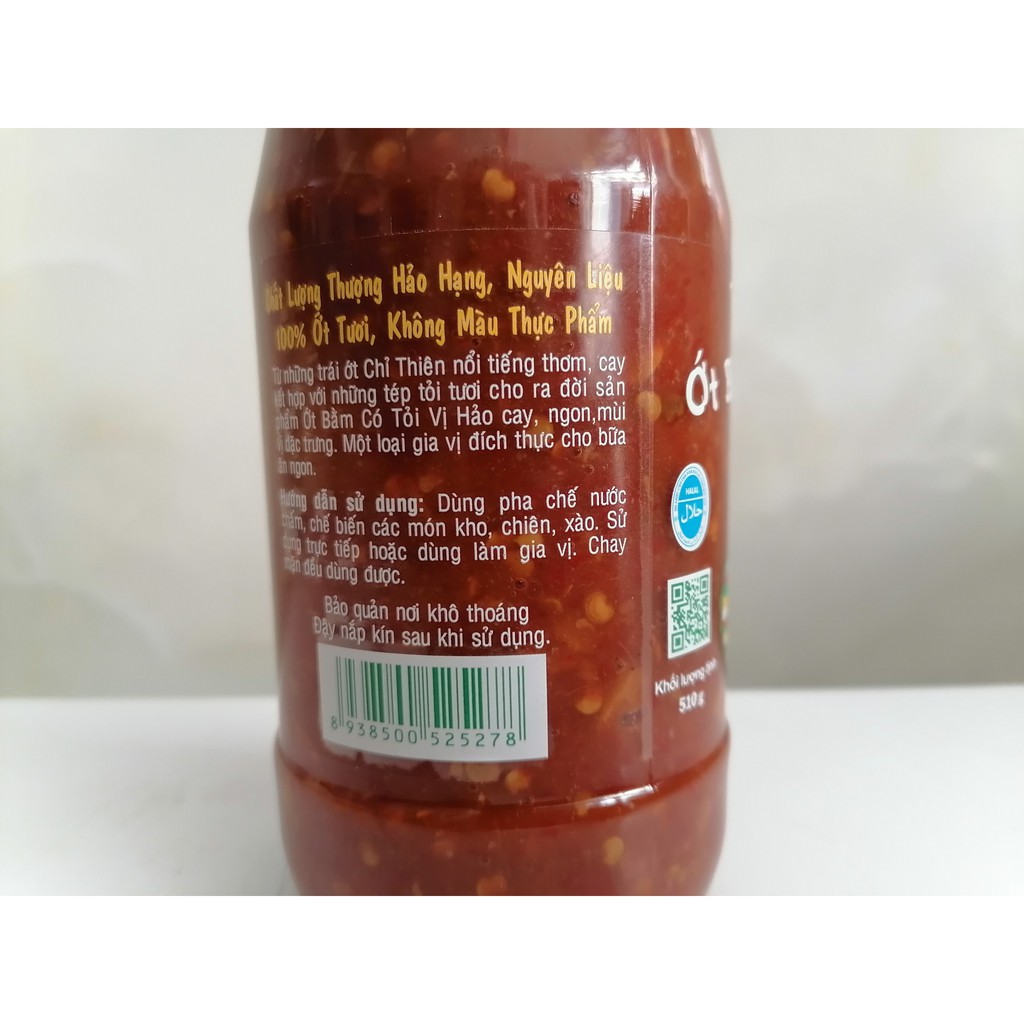 Chất Lượng Thượng Hảo Hạng, Nguyên Liệu
100% Ớt Tươi, Không Màu Thực Phẩm
Từ những trái ớt Chỉ Thiên nổi tiếng thơm, cay
kết hợp với những tép tỏi tươi cho ra đời sản
phẩm Ớt Bằm Có Tỏi Vị Hảo cay, ngon,mùi
vị đặc trưng. Một loại gia vị đích thực cho bữa
ăn ngon.
Hướng dẫn sử dụng: Dùng pha chế nước
chấm, chế biến các món kho, chiên, xào. Sử
dụng trực tiếp hoặc dùng làm gia vị. Chay
mặn đều dùng được.
Bảo quản nơi khô thoáng
Đậy nắp kín sau khi sử dụng.
8 938500 525278
Ớt
HALAL
حلال
Khối lượng tịnh
510 g